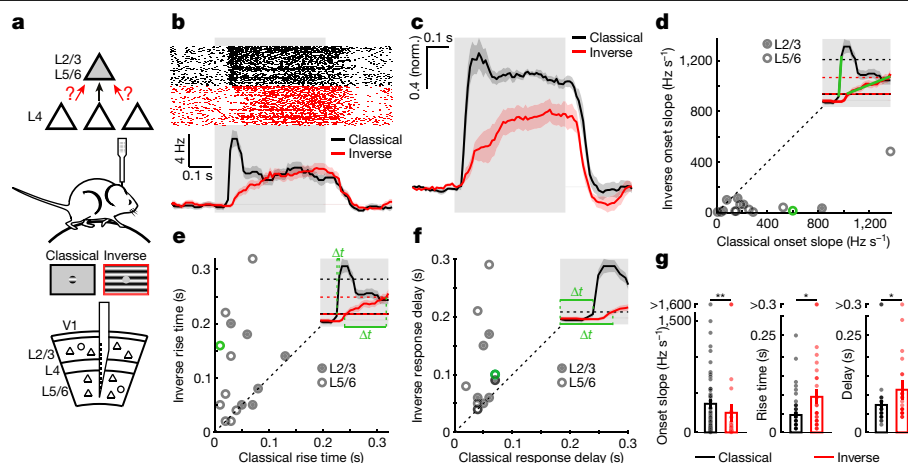 a
L2/3
L5/6
? ?
L4
Classical Inverse
V1
L2/3
L4
L5/6
b
4 Hz
0.1 s
Classical
Inverse
c
0.1 s
0.4 (norm.)
Classical
Inverse
d
L2/3
L5/6
Inverse onset slope (Hz s⁻¹)
1,200
800
400
0
0 400 800 1,200
Classical onset slope (Hz s⁻¹)
e
Inverse rise time (s)
0.3
0.2
0.1
0
0 0.1 0.2 0.3
Classical rise time (s)
Δt
Δt
L2/3
L5/6
f
Inverse response delay (s)
0.3
0.2
0.1
0
0 0.1 0.2 0.3
Classical response delay (s)
Δt
Δt
L2/3
L5/6
g
Onset slope (Hz s⁻¹)
>1,600
1,500
0
**
Rise time (s)
>0.3
0.25
0
*
Delay (s)
>0.3
0.25
0
*
Classical Inverse